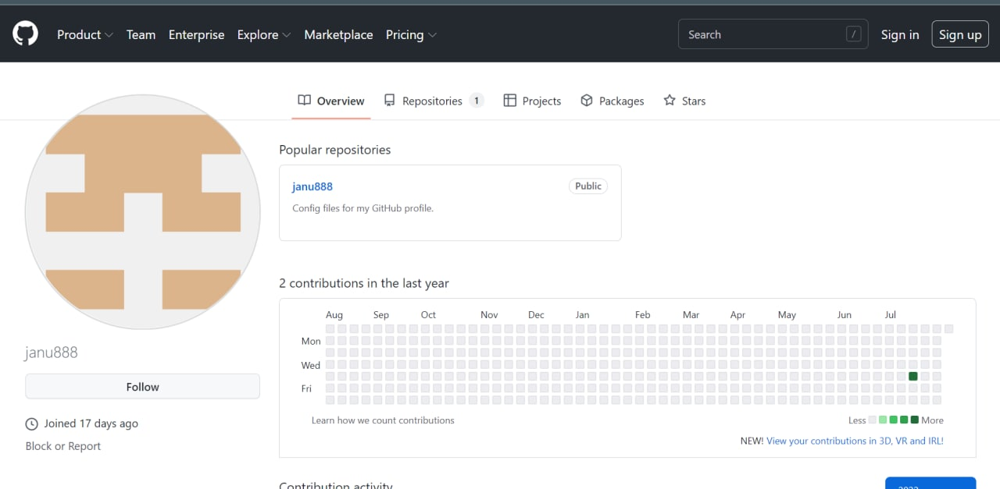 Product Team Enterprise Explore Marketplace Pricing Search / Sign in Sign up
Overview Repositories 1 Projects Packages Stars
Popular repositories
janu888 Public
Config files for my GitHub profile.
2 contributions in the last year
Aug Sep Oct Nov Dec Jan Feb Mar Apr May Jun Jul
Mon
Wed
Fri
Learn how we count contributions Less More
NEW! View your contributions in 3D, VR and IRL!
janu888
Follow
Joined 17 days ago
Block or Report
Contribution activity 2022